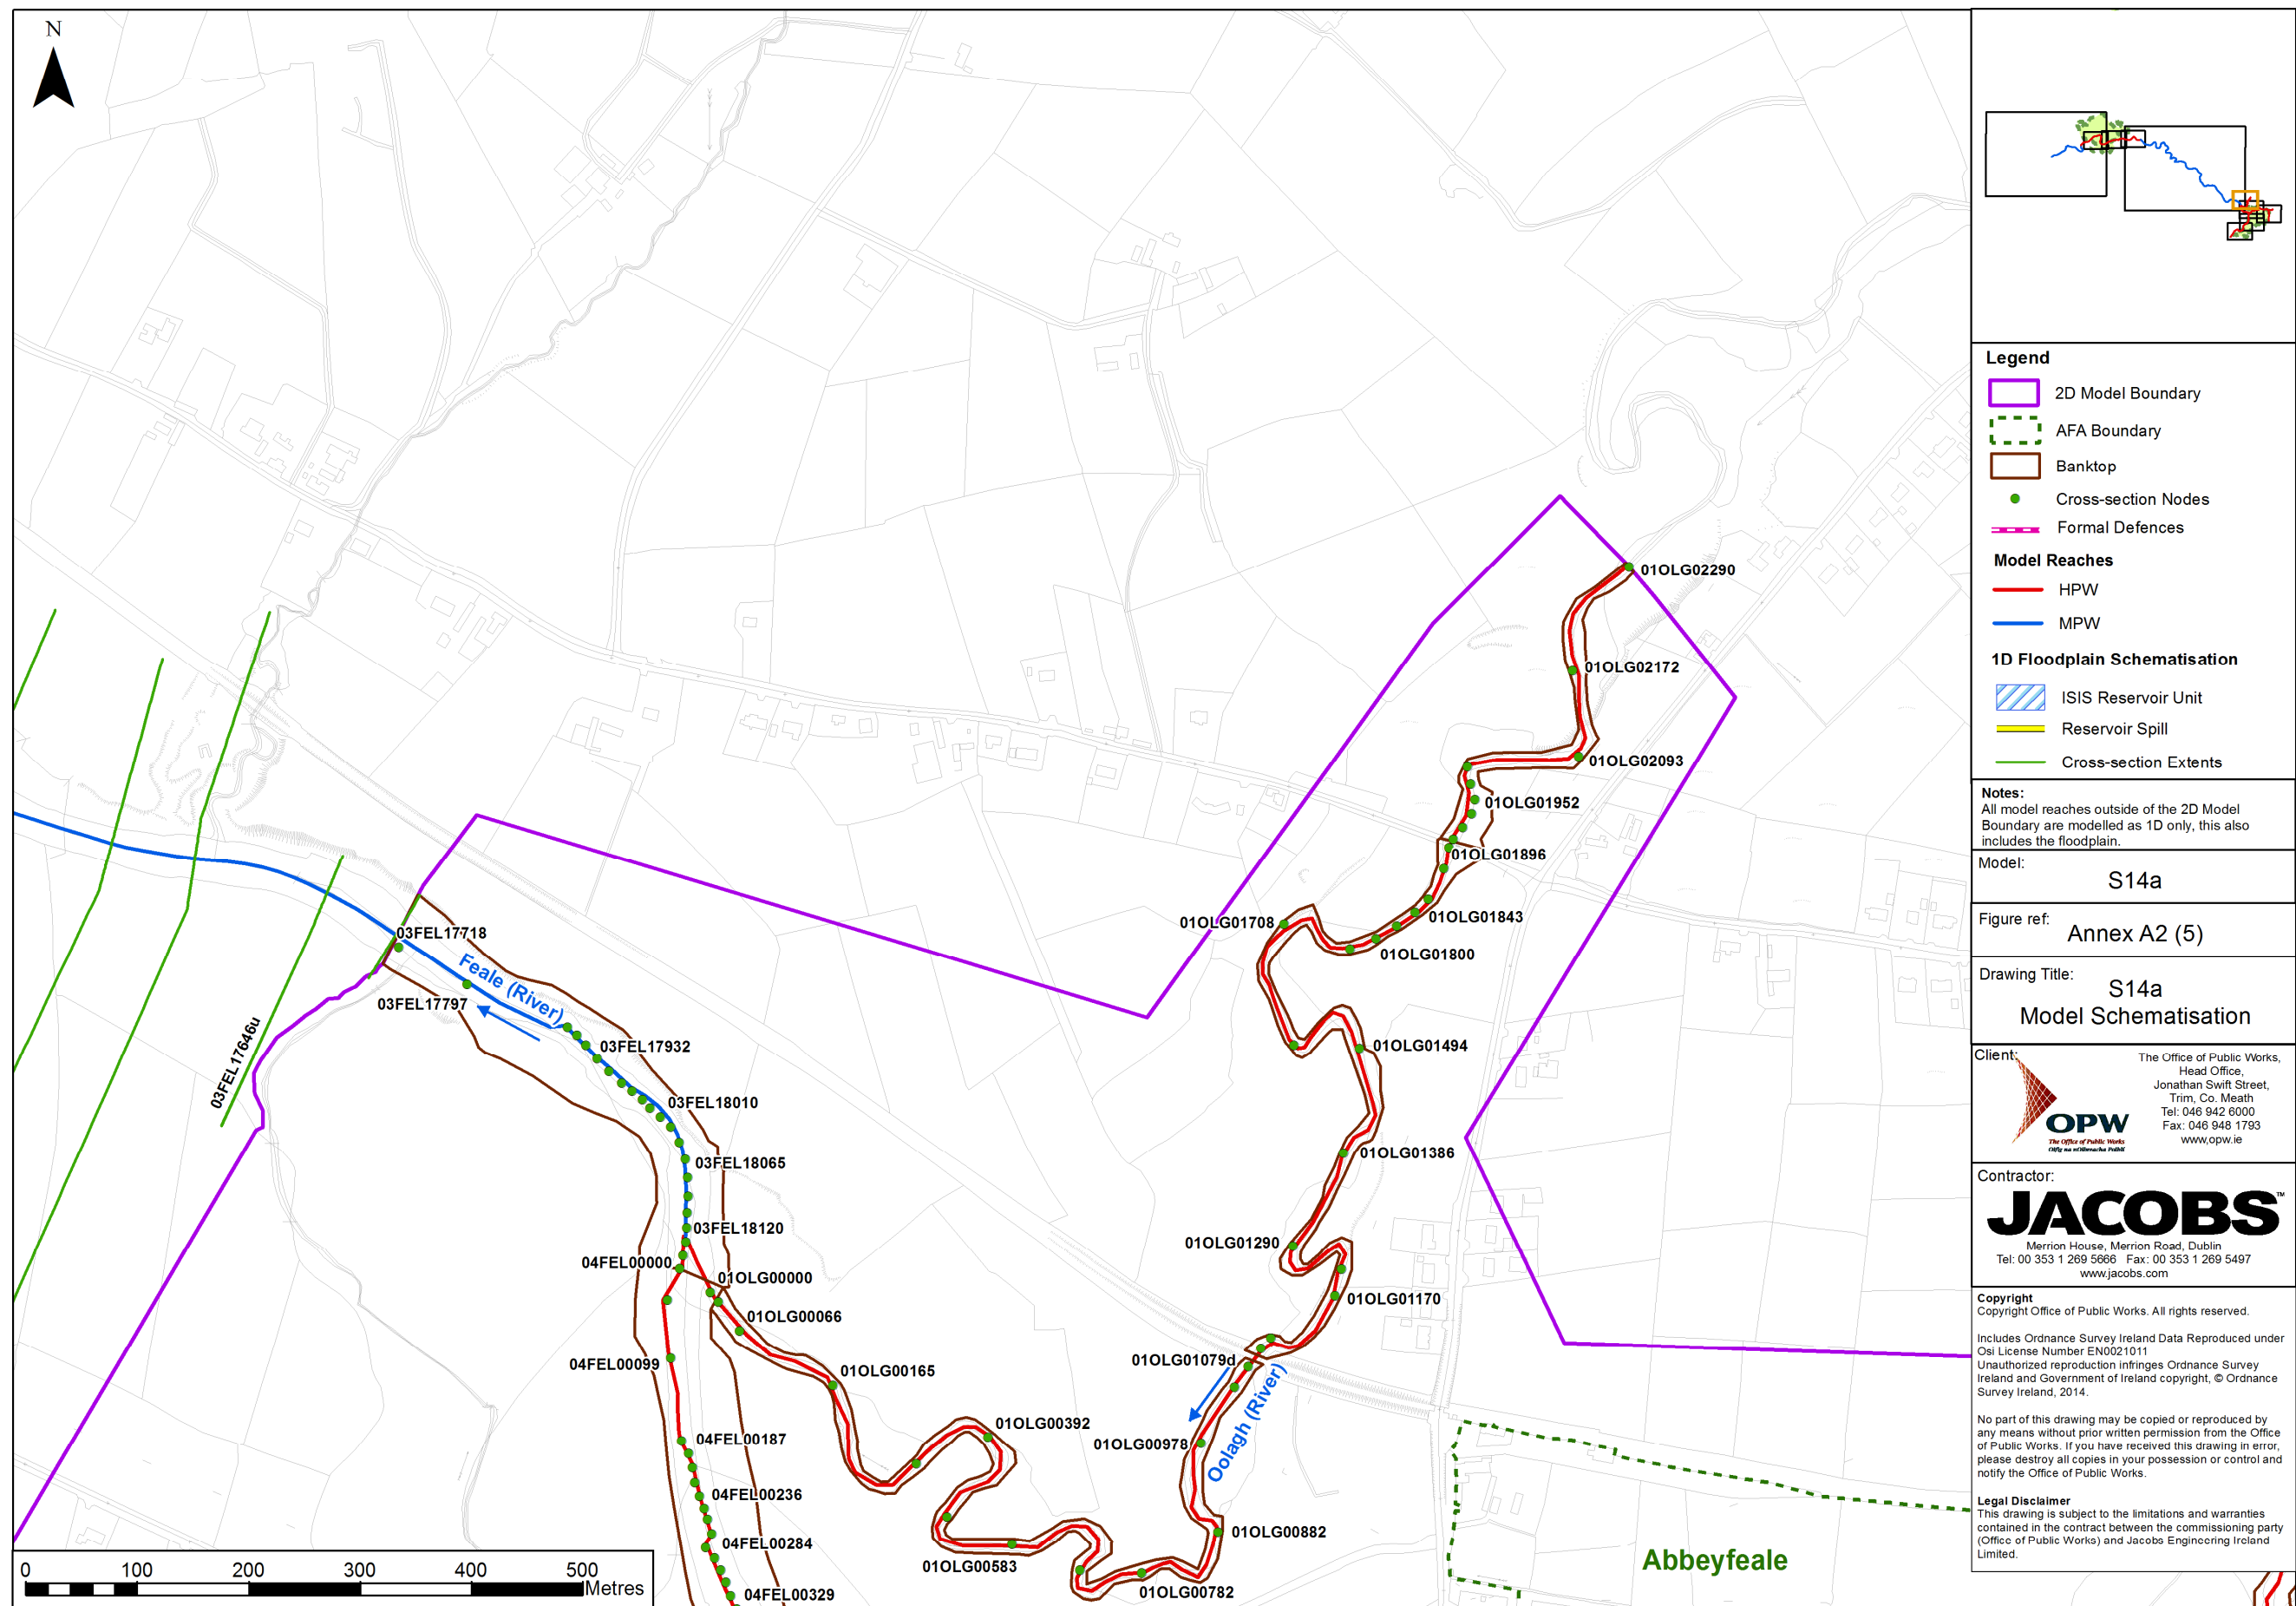 N
01OLG02290
01OLG02172
01OLG02093
01OLG01952
01OLG01896
01OLG01843
01OLG01708
01OLG01800
03FEL17718
Feale (River)
03FEL17797
03FEL17646u
03FEL17932
01OLG01494
03FEL18010
01OLG01386
03FEL18065
03FEL18120
01OLG01290
04FEL00000
01OLG00000
01OLG01170
01OLG00066
04FEL00099
01OLG01079d
01OLG00165
Oolagh (River)
01OLG00392
04FEL00187
01OLG00978
04FEL00236
01OLG00882
04FEL00284
01OLG00583
Abbeyfeale
01OLG00782
04FEL00329
0 100 200 300 400 500
Metres
Legend
2D Model Boundary
AFA Boundary
Banktop
Cross-section Nodes
Formal Defences
Model Reaches
HPW
MPW
1D Floodplain Schematisation
ISIS Reservoir Unit
Reservoir Spill
Cross-section Extents
Notes:
All model reaches outside of the 2D Model
Boundary are modelled as 1D only, this also
includes the floodplain.
Model:
S14a
Figure ref:
Annex A2 (5)
Drawing Title:
S14a
Model Schematisation
Client:
The Office of Public Works,
Head Office,
Jonathan Swift Street,
Trim, Co. Meath
Tel: 046 942 6000
Fax: 046 948 1793
www.opw.ie
OPW
The Office of Public Works
Oifig na nOibreacha Poiblí
Contractor:
JACOBS™
Merrion House, Merrion Road, Dublin
Tel: 00 353 1 269 5666 Fax: 00 353 1 269 5497
www.jacobs.com
Copyright
Copyright Office of Public Works. All rights reserved.
Includes Ordnance Survey Ireland Data Reproduced under
Osi License Number EN0021011
Unauthorized reproduction infringes Ordnance Survey
Ireland and Government of Ireland copyright, © Ordnance
Survey Ireland, 2014.
No part of this drawing may be copied or reproduced by
any means without prior written permission from the Office
of Public Works. If you have received this drawing in error,
please destroy all copies in your possession or control and
notify the Office of Public Works.
Legal Disclaimer
This drawing is subject to the limitations and warranties
contained in the contract between the commissioning party
(Office of Public Works) and Jacobs Engineering Ireland
Limited.